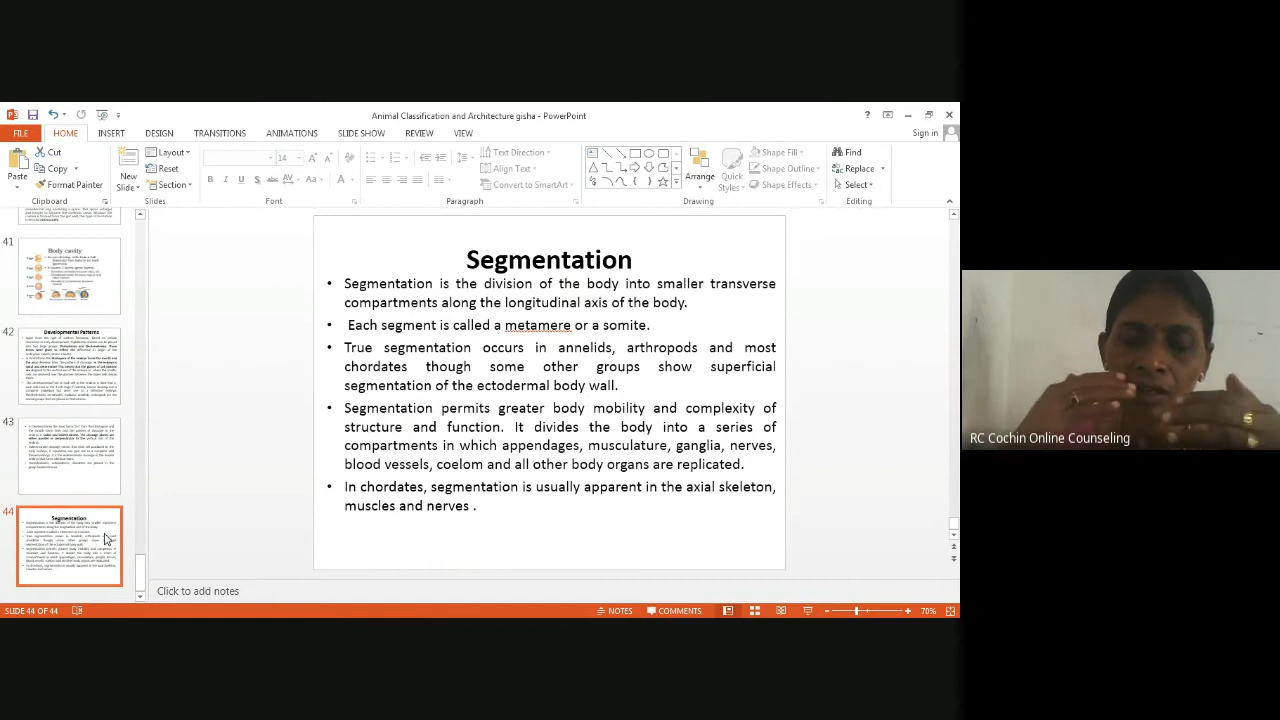 Animal Classification and Architecture gisha - PowerPoint
FILE HOME INSERT DESIGN TRANSITIONS ANIMATIONS SLIDE SHOW REVIEW VIEW Sign in
Paste Cut Copy Format Painter
New Slide Layout Reset Section
14
Text Direction Align Text Convert to SmartArt
Arrange Quick Styles Shape Fill Shape Outline Shape Effects
Find Replace Select
Clipboard Slides Font Paragraph Drawing Editing
41
Body cavity
42
Developmental Patterns
43
44
Segmentation
Segmentation
• Segmentation is the division of the body into smaller transverse
compartments along the longitudinal axis of the body.
• Each segment is called a metamere or a somite.
• True segmentation occurs in annelids, arthropods and most
chordates though some other groups show superficial
segmentation of the ectodermal body wall.
• Segmentation permits greater body mobility and complexity of
structure and function. It divides the body into a series of
compartments in which appendages, musculature, ganglia, nerves,
blood vessels, coelom and all other body organs are replicated.
• In chordates, segmentation is usually apparent in the axial skeleton,
muscles and nerves .
Click to add notes
SLIDE 44 OF 44 NOTES COMMENTS 70%
Cochin Online Counseling